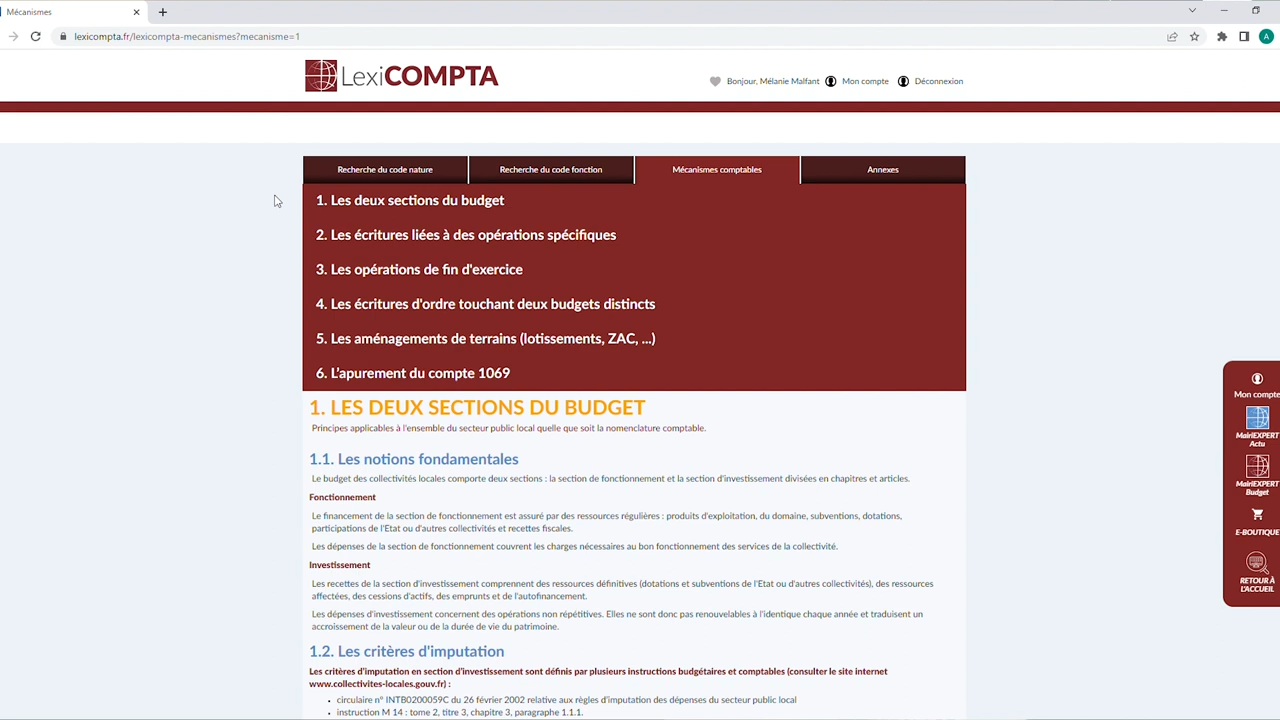 Mécanismes
lexicompta.fr/lexicompta-mecanismes?mecanisme=1
A
LexiCOMPTA
Bonjour, Mélanie Malfant
Mon compte
Déconnexion
Recherche du code nature
Recherche du code fonction
Mécanismes comptables
Annexes
1. Les deux sections du budget
2. Les écritures liées à des opérations spécifiques
3. Les opérations de fin d'exercice
4. Les écritures d'ordre touchant deux budgets distincts
5. Les aménagements de terrains (lotissements, ZAC, ...)
6. L'apurement du compte 1069
1. LES DEUX SECTIONS DU BUDGET
Principes applicables à l'ensemble du secteur public local quelle que soit la nomenclature comptable.
1.1. Les notions fondamentales
Le budget des collectivités locales comporte deux sections : la section de fonctionnement et la section d'investissement divisées en chapitres et articles.
Fonctionnement
Le financement de la section de fonctionnement est assuré par des ressources régulières : produits d'exploitation, du domaine, subventions, dotations,
participations de l'Etat ou d'autres collectivités et recettes fiscales.
Les dépenses de la section de fonctionnement couvrent les charges nécessaires au bon fonctionnement des services de la collectivité.
Investissement
Les recettes de la section d'investissement comprennent des ressources définitives (dotations et subventions de l'Etat ou d'autres collectivités), des ressources
affectées, des cessions d'actifs, des emprunts et de l'autofinancement.
Les dépenses d'investissement concernent des opérations non répétitives. Elles ne sont donc pas renouvelables à l'identique chaque année et traduisent un
accroissement de la valeur ou de la durée de vie du patrimoine.
1.2. Les critères d'imputation
Les critères d'imputation en section d'investissement sont définis par plusieurs instructions budgétaires et comptables (consulter le site internet
www.collectivites-locales.gouv.fr) :
• circulaire n° INTB0200059C du 26 février 2002 relative aux règles d'imputation des dépenses du secteur public local
• instruction M 14 : tome 2, titre 3, chapitre 3, paragraphe 1.1.1.
Mon compte
MairiEXPERT
Actu
MairiEXPERT
Budget
E-BOUTIQUE
RETOUR À
L'ACCUEIL